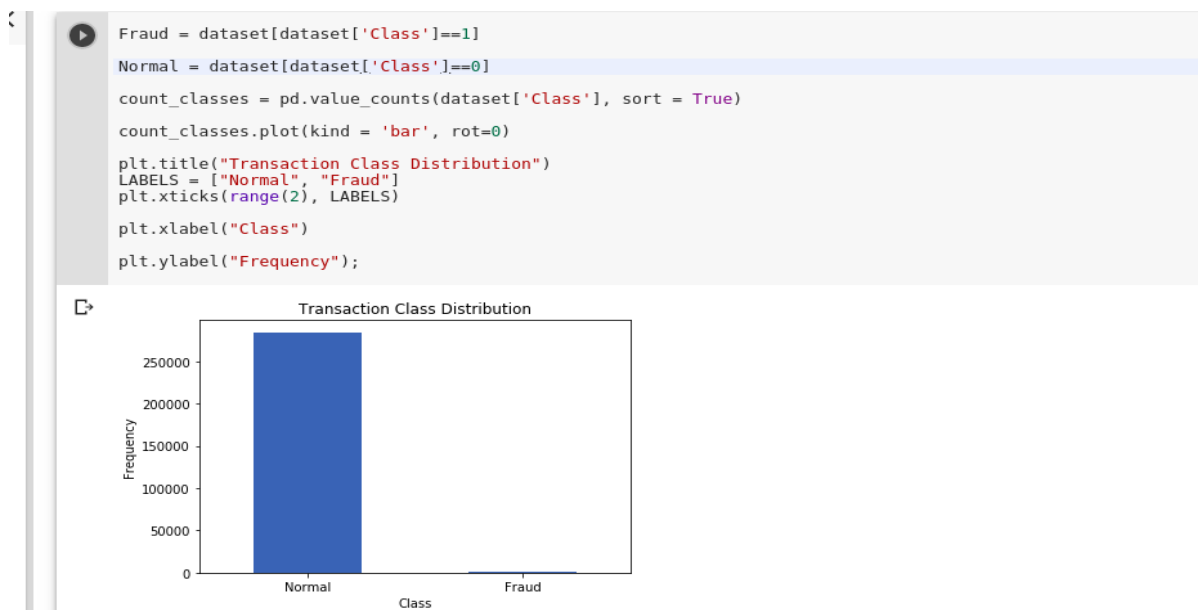 Fraud = dataset[dataset['Class']==1]
Normal = dataset[dataset['Class']==0]
count_classes = pd.value_counts(dataset['Class'], sort = True)
count_classes.plot(kind = 'bar', rot=0)
plt.title("Transaction Class Distribution")
LABELS = ["Normal", "Fraud"]
plt.xticks(range(2), LABELS)
plt.xlabel("Class")
plt.ylabel("Frequency");
Transaction Class Distribution
250000
200000
150000
100000
50000
0
Frequency
Normal Fraud
Class